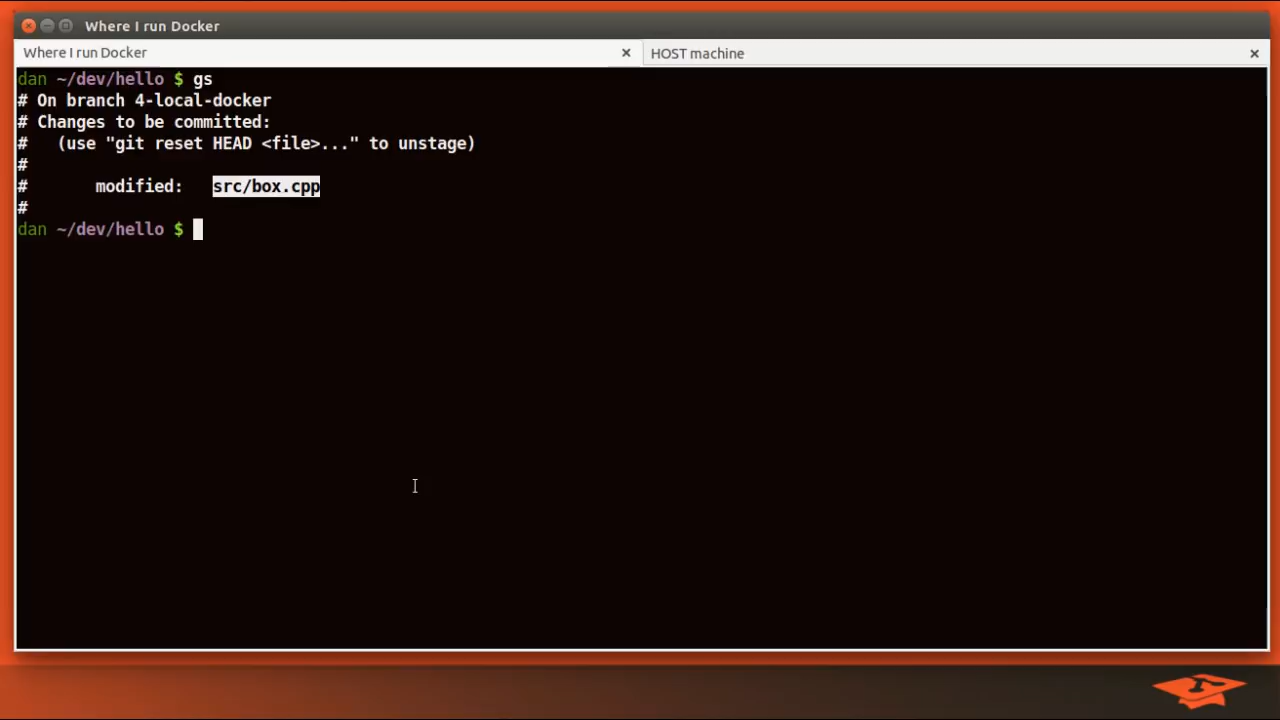 Where I run Docker
Where I run Docker
HOST machine
dan ~/dev/hello $ gs
# On branch 4-local-docker
# Changes to be committed:
#   (use "git reset HEAD <file>..." to unstage)
#
#       modified:   src/box.cpp
#
dan ~/dev/hello $